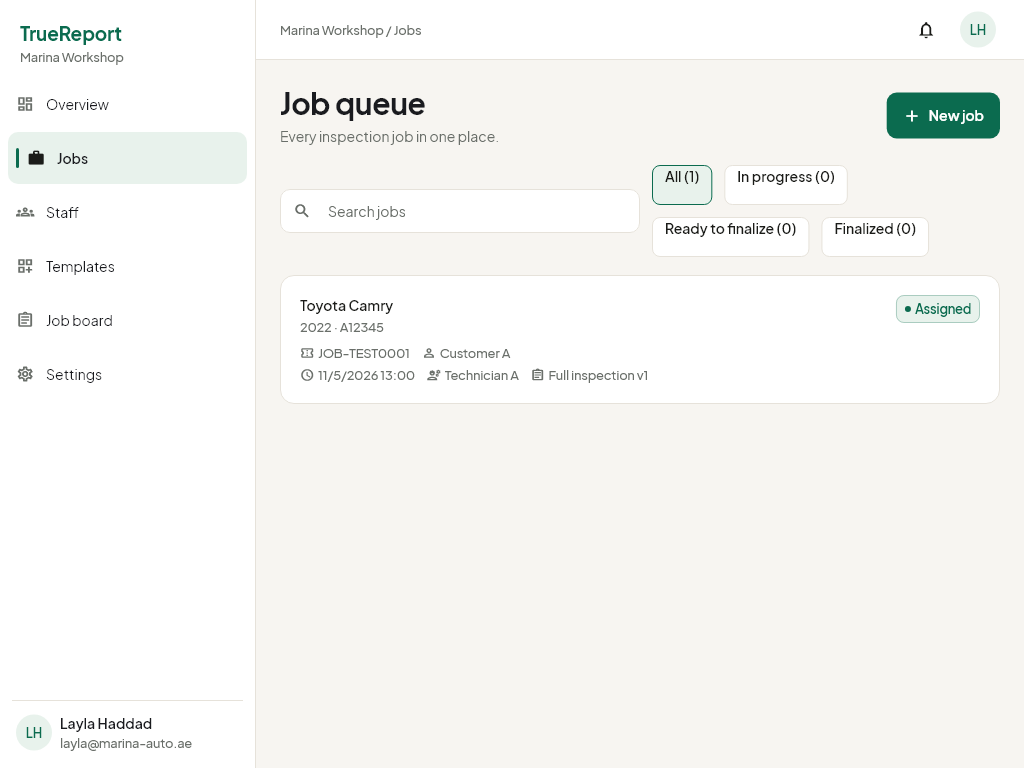 TrueReport
Marina Workshop
Overview
Jobs
Staff
Templates
Job board
Settings
Layla Haddad
layla@marina-auto.ae
LH
Marina Workshop / Jobs
LH
Job queue
Every inspection job in one place.
New job
Search jobs
All (1)
In progress (0)
Ready to finalize (0)
Finalized (0)
Toyota Camry
Assigned
2022 · A12345
JOB-TEST0001 Customer A
11/5/2026 13:00 Technician A Full inspection v1